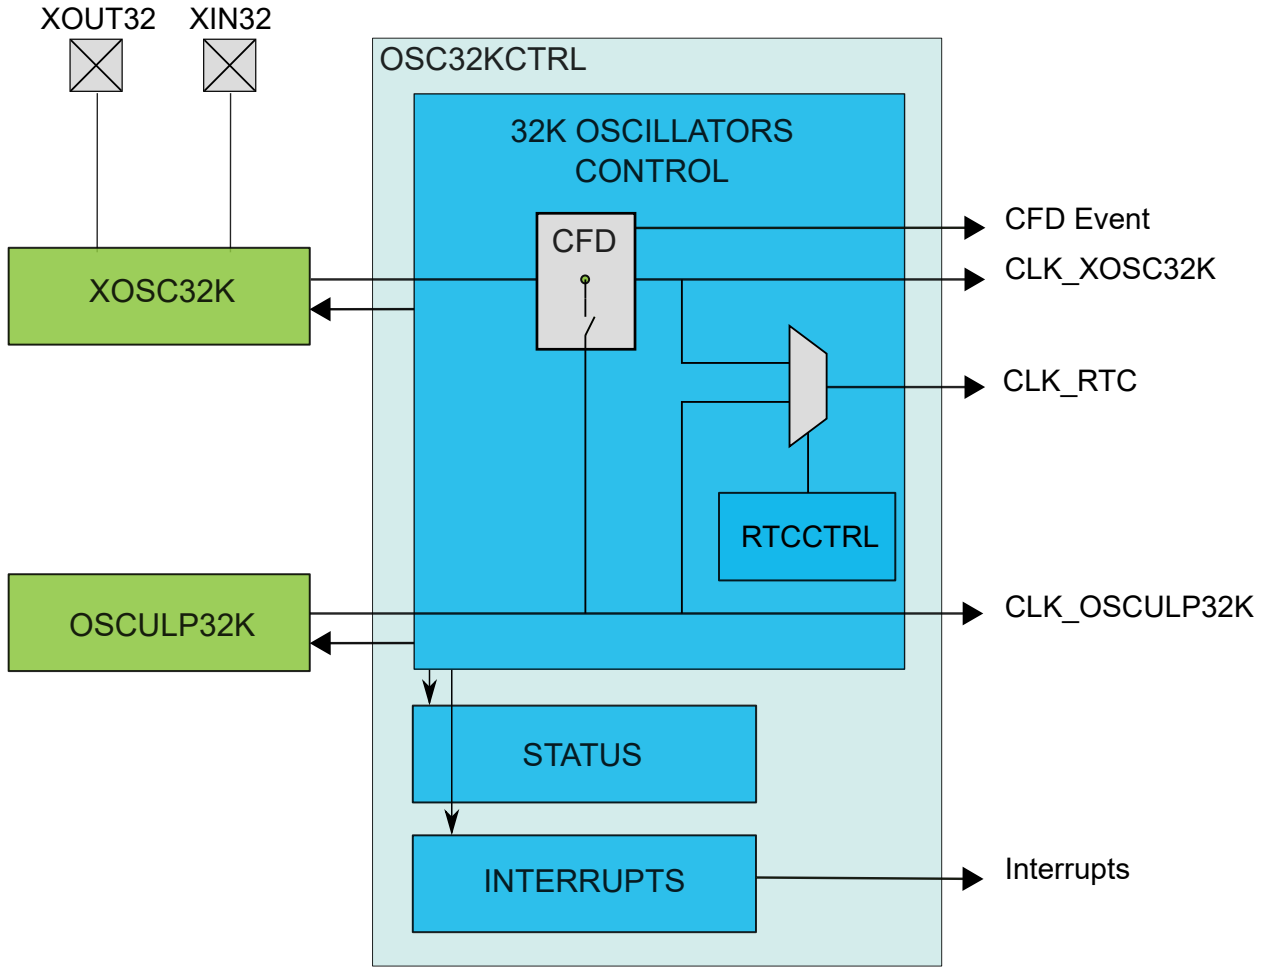 XOUT32
XIN32
OSC32KCTRL
32K OSCILLATORS
CONTROL
CFD
CFD Event
CLK_XOSC32K
XOSC32K
CLK_RTC
RTCCTRL
OSCULP32K
CLK_OSCULP32K
STATUS
INTERRUPTS
Interrupts